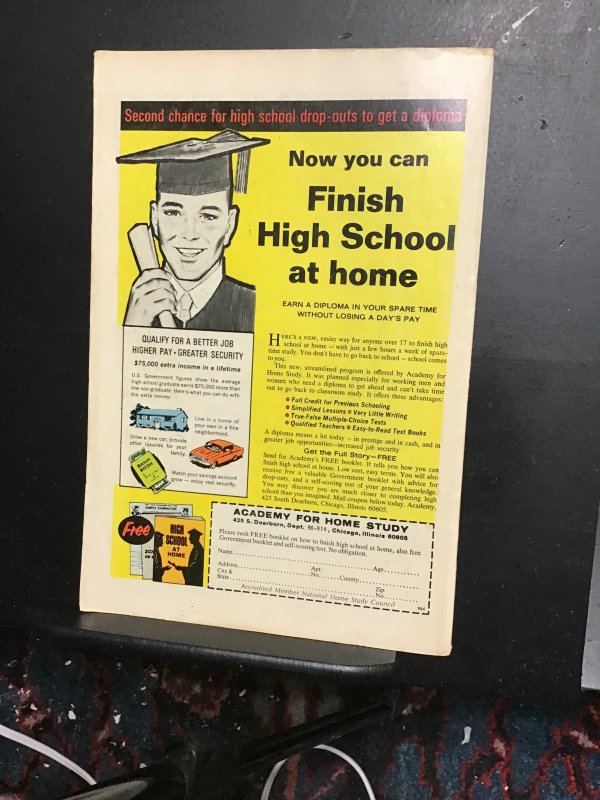 Second chance for high school drop-outs to get a diploma
Now you can
Finish
High School
at home
EARN A DIPLOMA IN YOUR SPARE TIME
WITHOUT LOSING A DAY'S PAY
QUALIFY FOR A BETTER JOB
HIGHER PAY • GREATER SECURITY
$75,000 extra income in a lifetime
U.S. Government figures show the average
high school graduate earns $75,000 more than
the non-graduate. Here's what you can do with
the extra money:
Live in a home of
your own in a fine
neighborhood.
Drive a new car, provide
other luxuries for your
family.
BANK
BOOK
Watch your savings account
grow — enjoy real security.
HERE'S A NEW, easier way for anyone over 17 to finish high
school at home — with just a few hours a week of spare-
time study. You don't have to go back to school — school comes
to you.
This new, streamlined program is offered by Academy for
Home Study. It was planned especially for working men and
women who need a diploma to get ahead and can't take time
out to go back to classroom study. It offers these advantages:
• Full Credit for Previous Schooling
• Simplified Lessons • Very Little Writing
• True-False Multiple-Choice Tests
• Qualified Teachers • Easy-to-Read Text Books
A diploma means a lot today — in prestige and in cash, and in
greater job opportunities—increased job security
Get the Full Story—FREE
Send for Academy's FREE booklet. It tells you how you can
finish high school at home. Low cost, easy terms. You will also
receive free a valuable Government booklet with advice for
drop-outs, and a self-scoring test of your general knowledge.
You may discover you are much closer to completing high
school than you imagined. Mail coupon below today. Academy,
425 South Dearborn, Chicago, Illinois 60605.
Free
SAMPLE EXAMINATION
HIGH
SCHOOL
AT
HOME
ACADEMY FOR HOME STUDY
425 S. Dearborn, Dept. 90-914, Chicago, Illinois 60605
Please rush FREE booklet on how to finish high school at home, also free
Government booklet and self-scoring test. No obligation.
Name Age
Address Apt. No. County
City & State Zip No.
Accredited Member National Home Study Council